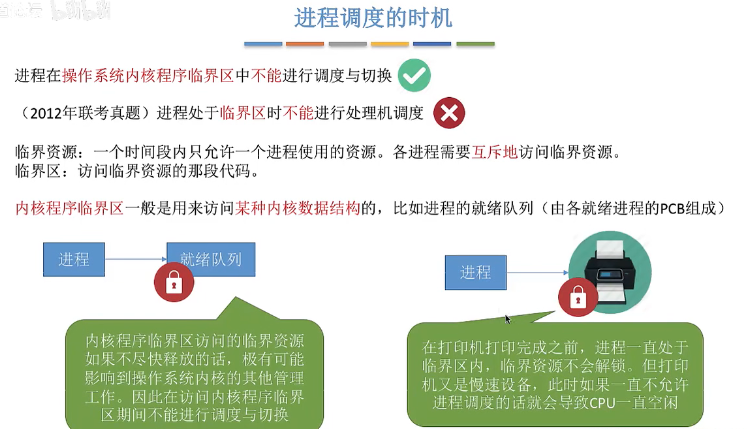 进程调度的时机
进程在操作系统内核程序临界区中不能进行调度与切换
（2012年联考真题）进程处于临界区时不能进行处理机调度
临界资源：一个时间段内只允许一个进程使用的资源。各进程需要互斥地访问临界资源。
临界区：访问临界资源的那段代码。
内核程序临界区一般是用来访问某种内核数据结构的，比如进程的就绪队列（由各就绪进程的PCB组成）
进程
就绪队列
进程
内核程序临界区访问的临界资源
如果不尽快释放的话，极有可能
影响到操作系统内核的其他管理
工作。因此在访问内核程序临界
区期间不能进行调度与切换
在打印机打印完成之前，进程一直处于
临界区内，临界资源不会解锁。但打印
机又是慢速设备，此时如果一直不允许
进程调度的话就会导致CPU一直空闲